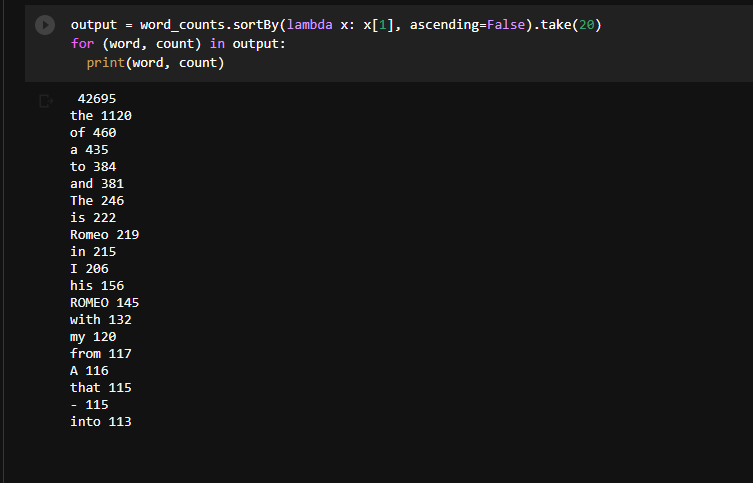 output = word_counts.sortBy(lambda x: x[1], ascending=False).take(20)
for (word, count) in output:
  print(word, count)
 42695
the 1120
of 460
a 435
to 384
and 381
The 246
is 222
Romeo 219
in 215
I 206
his 156
ROMEO 145
with 132
my 120
from 117
A 116
that 115
- 115
into 113